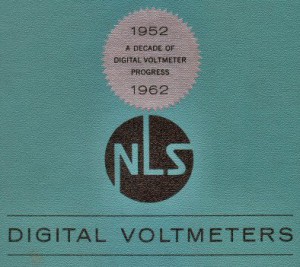 1952
A DECADE OF
DIGITAL VOLTMETER
PROGRESS
1962
NLS
DIGITAL VOLTMETERS